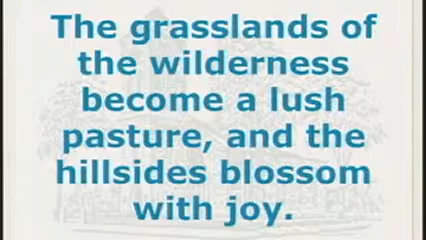 The grasslands of
the wilderness
become a lush
pasture, and the
hillsides blossom
with joy.